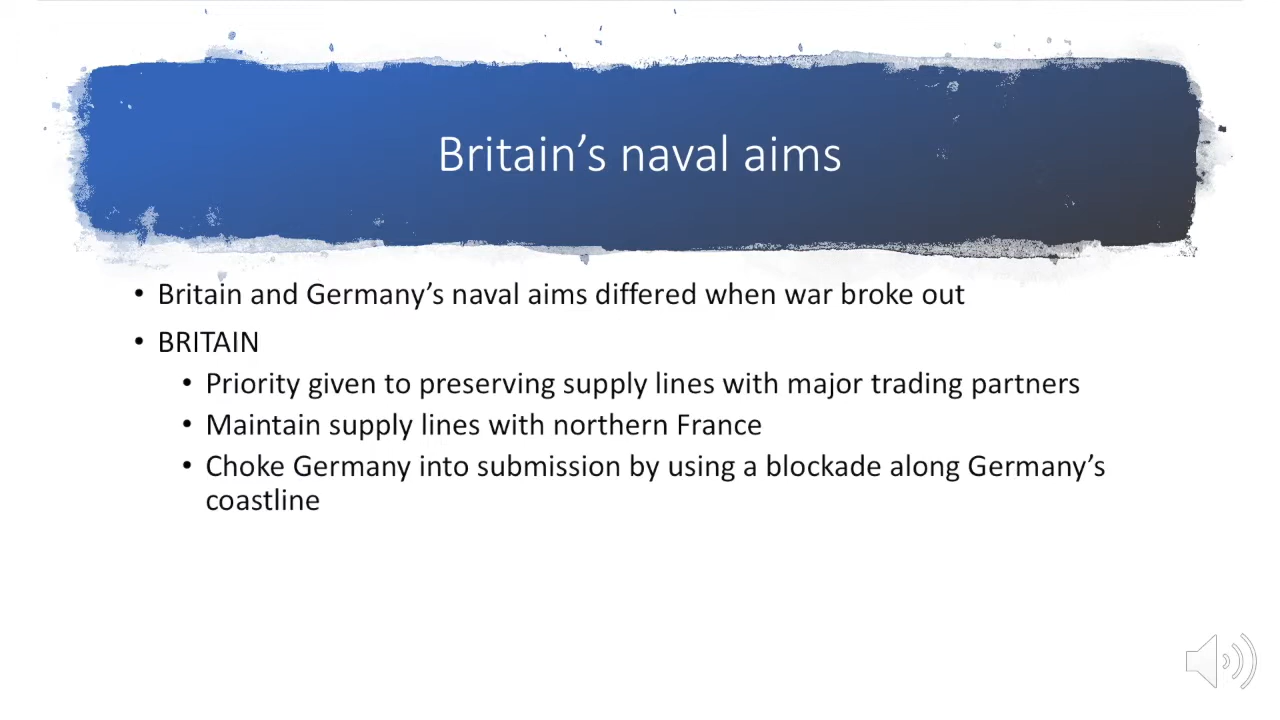 Britain’s naval aims
• Britain and Germany’s naval aims differed when war broke out
• BRITAIN
• Priority given to preserving supply lines with major trading partners
• Maintain supply lines with northern France
• Choke Germany into submission by using a blockade along Germany’s
coastline